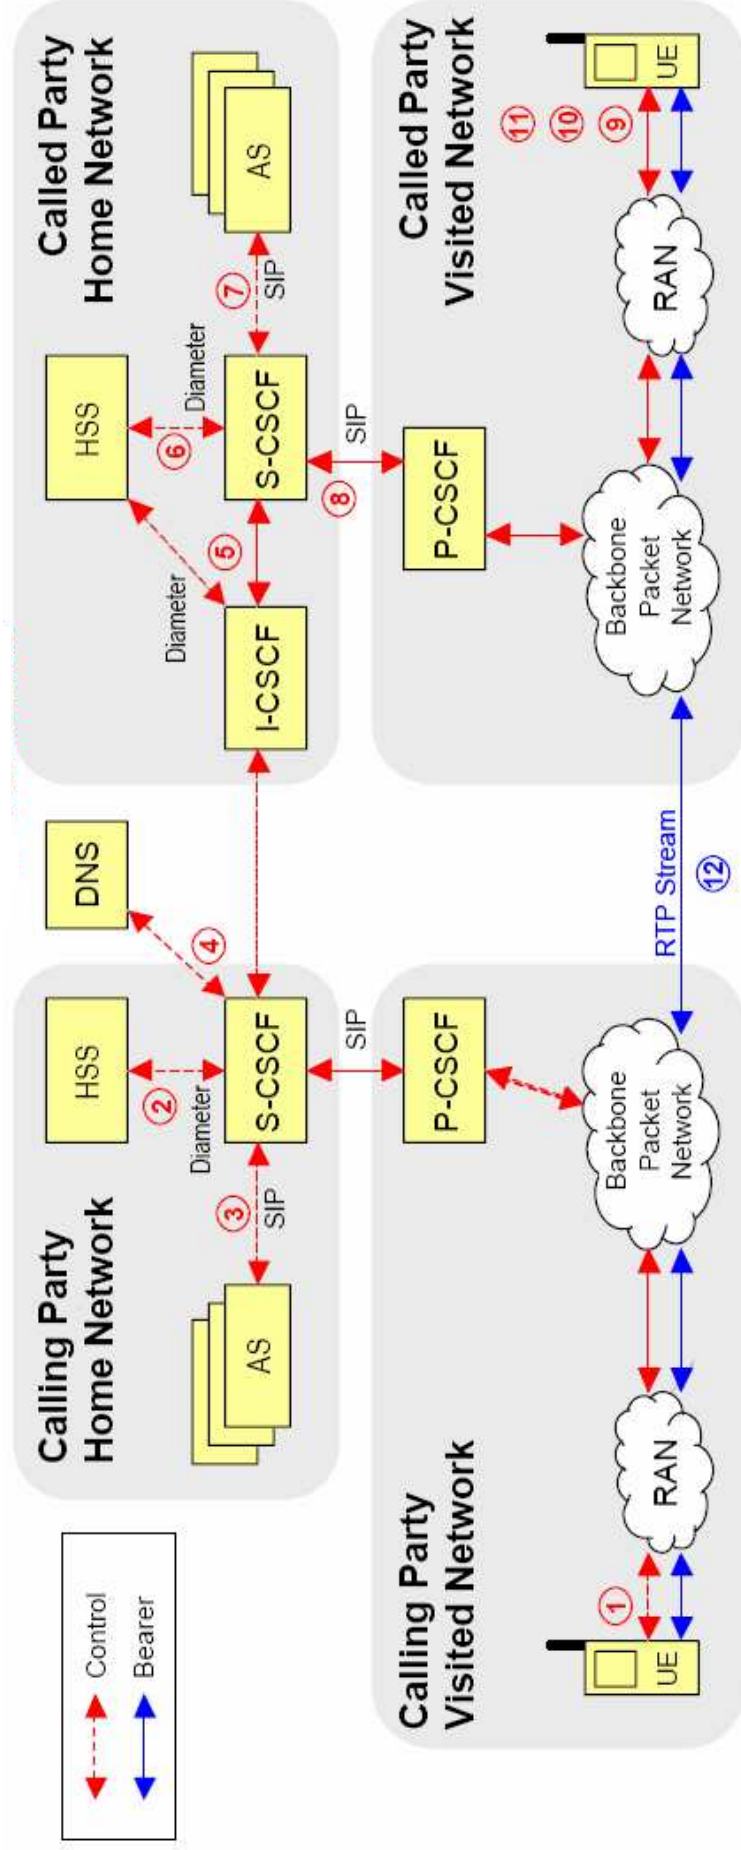 Control
Bearer
Calling Party
Home Network
HSS
②
Diameter
AS
③
SIP
S-CSCF
④
DNS
SIP
Called Party
Home Network
HSS
Diameter
⑥
Diameter
I-CSCF
⑤
S-CSCF
⑦
SIP
AS
⑧
SIP
Calling Party
Visited Network
P-CSCF
①
UE
RAN
Backbone
Packet
Network
RTP Stream
⑫
Called Party
Visited Network
P-CSCF
Backbone
Packet
Network
RAN
⑪
⑩
⑨
UE